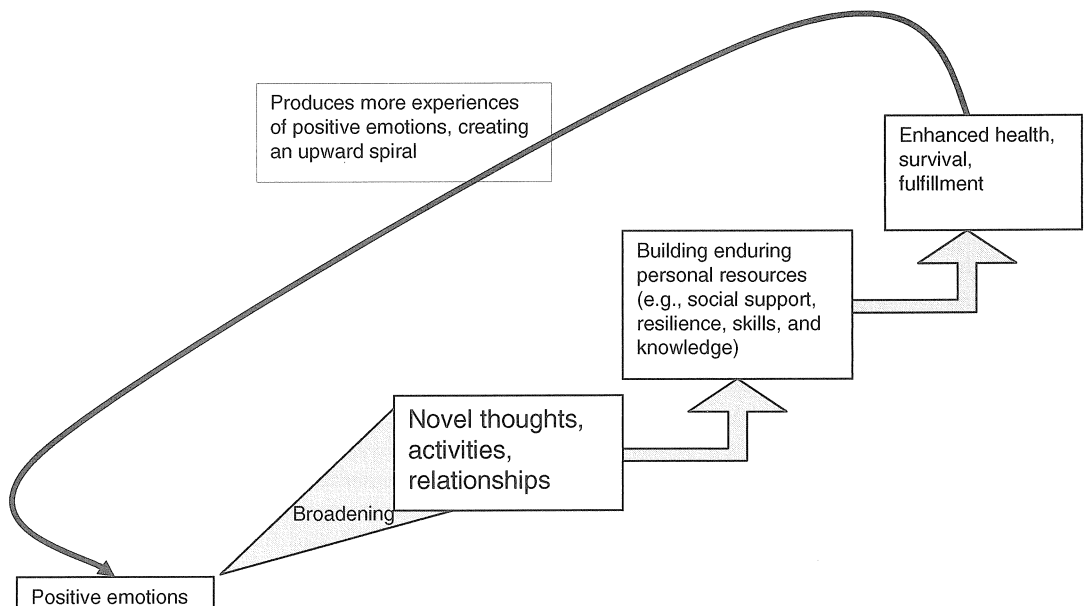 Produces more experiences
of positive emotions, creating
an upward spiral
Enhanced health,
survival,
fulfillment
Building enduring
personal resources
(e.g., social support,
resilience, skills, and
knowledge)
Novel thoughts,
activities,
relationships
Broadening
Positive emotions